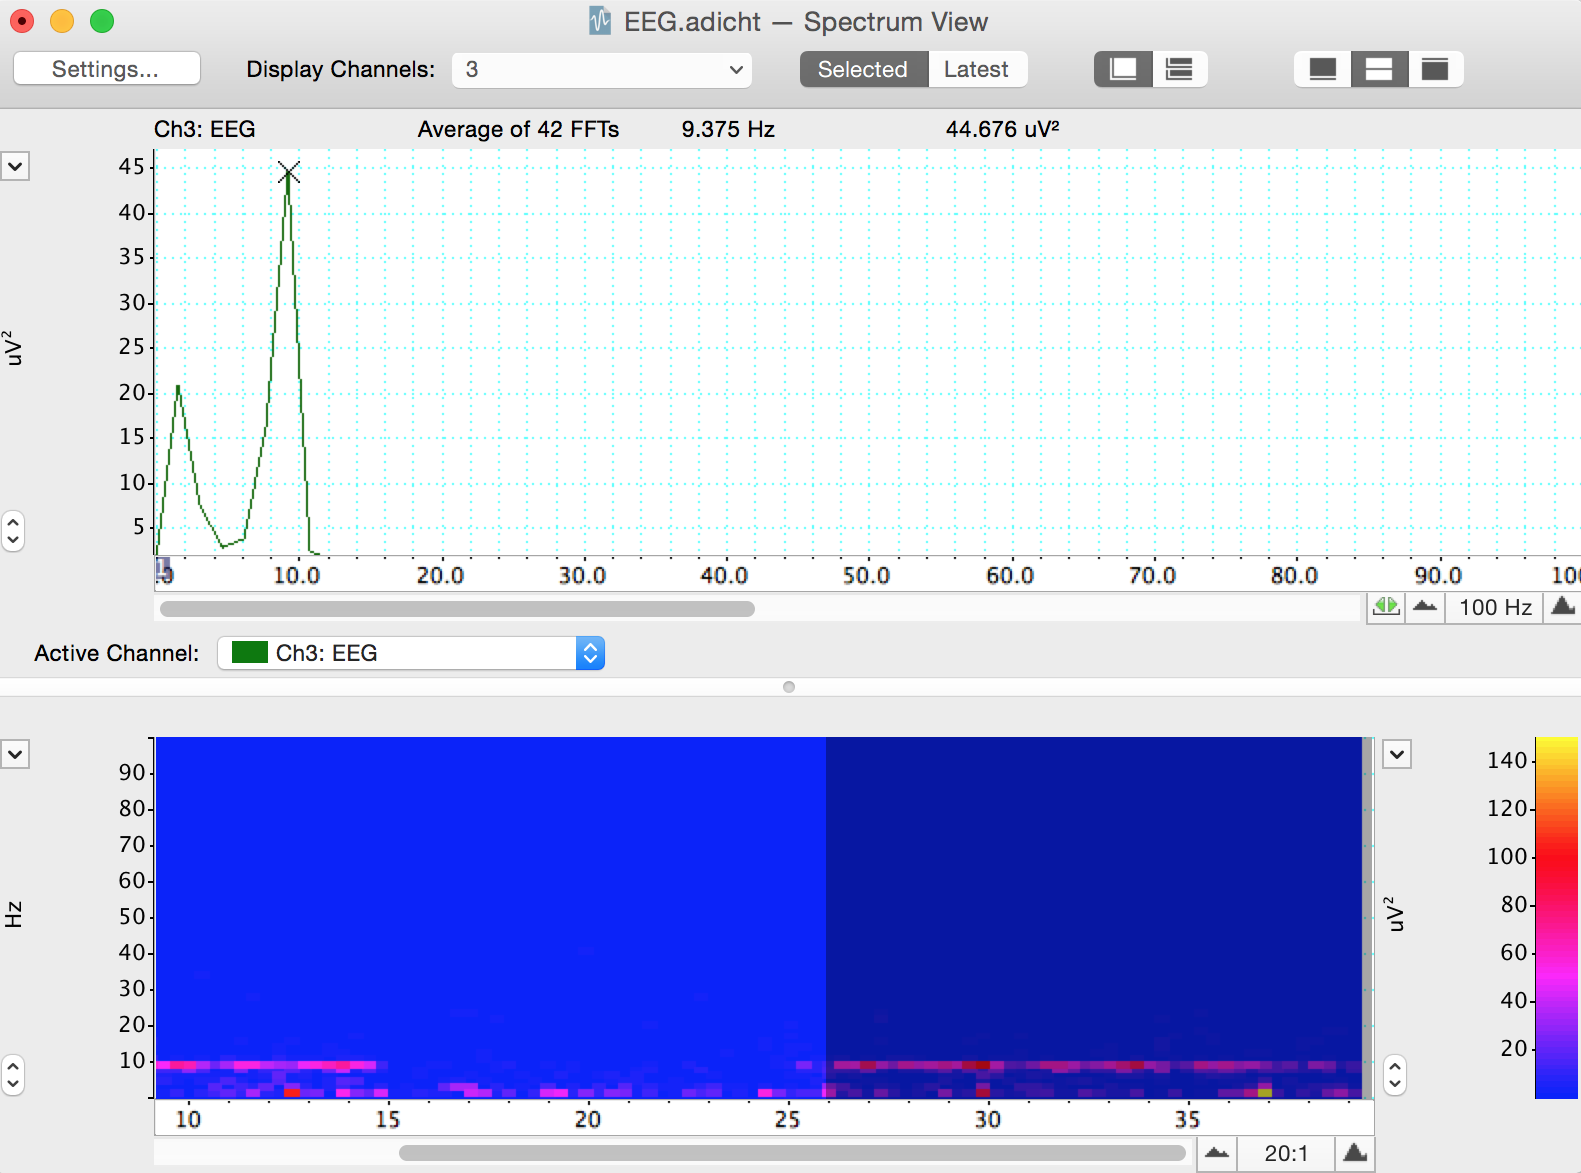 EEG.adicht — Spectrum View
Settings... Display Channels: 3 Selected Latest
Ch3: EEG Average of 42 FFTs 9.375 Hz 44.676 uV²
45
40
35
30
25
20
15
10
5
uV²
10.0 20.0 30.0 40.0 50.0 60.0 70.0 80.0 90.0
100 Hz
Active Channel: Ch3: EEG
90
80
70
60
50
40
30
20
10
Hz
10 15 20 25 30 35
uV²
140
120
100
80
60
40
20
20:1